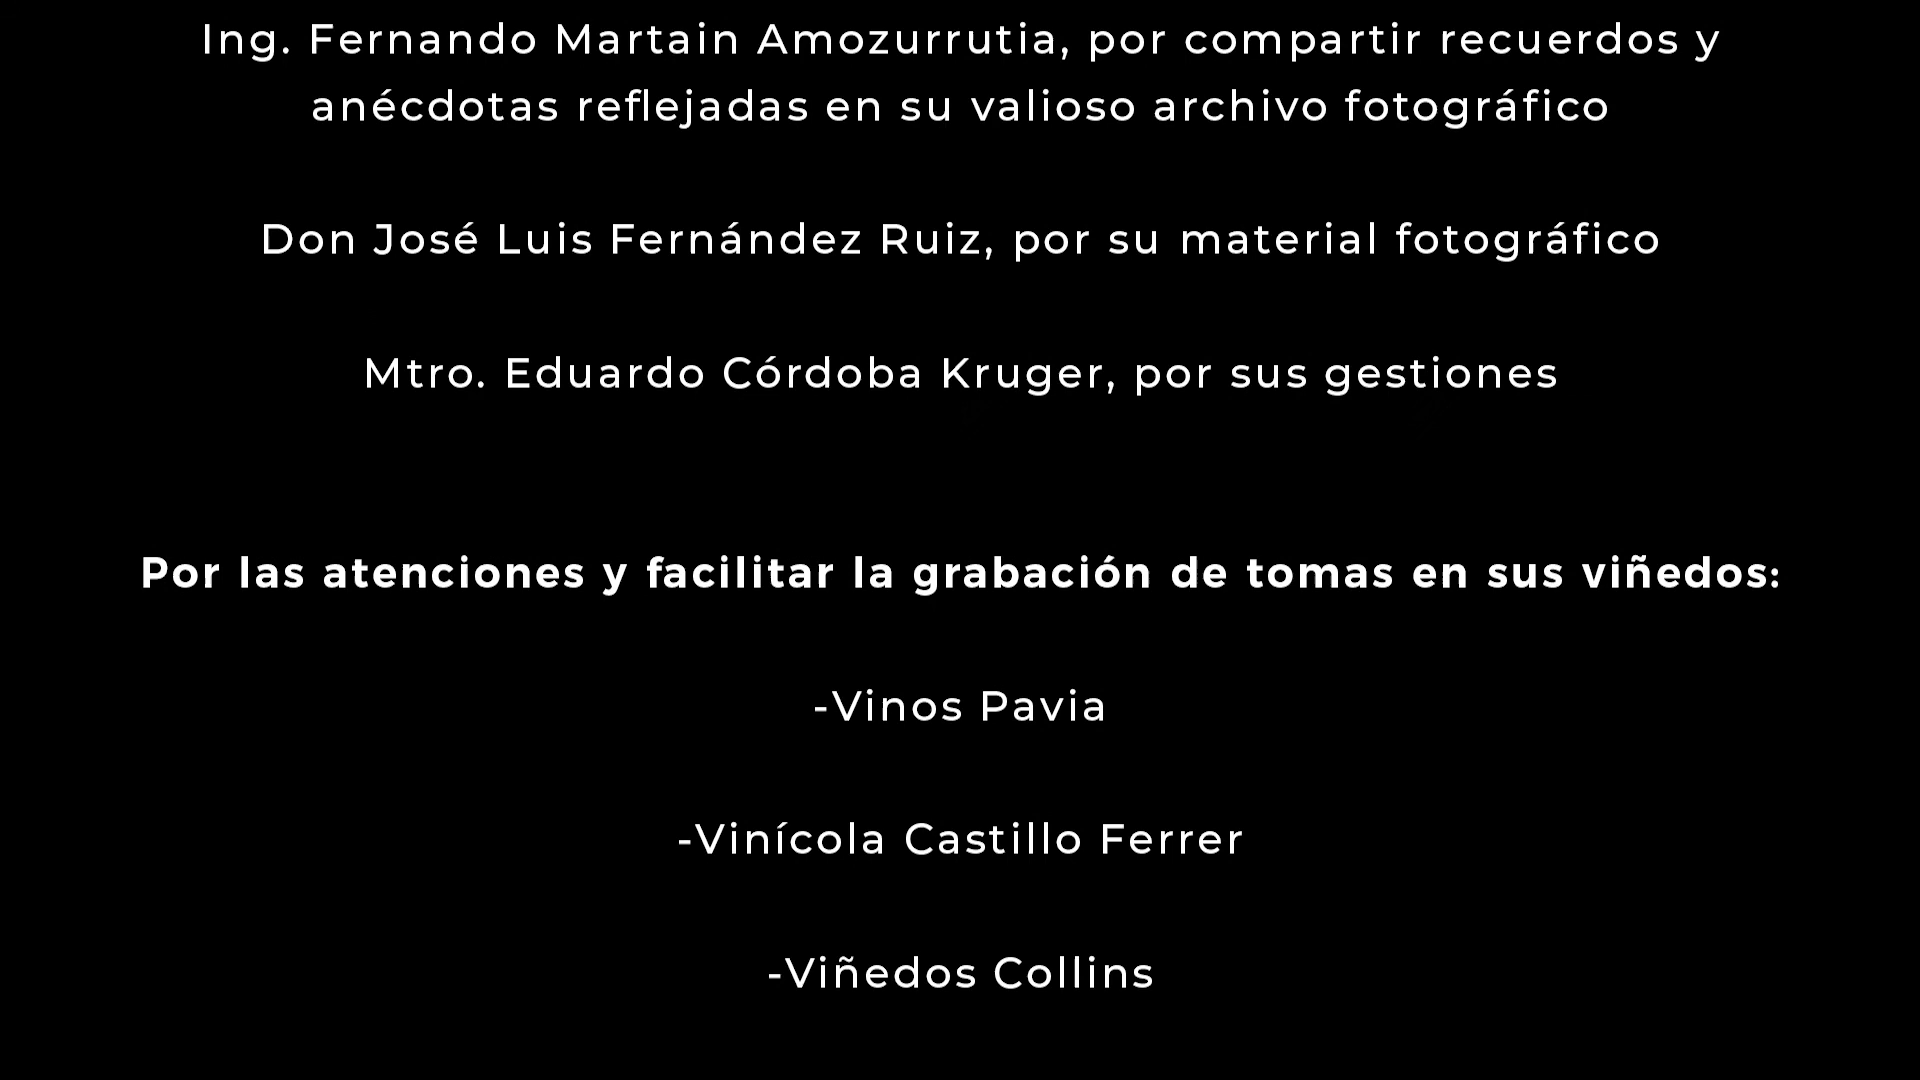 Ing. Fernando Martain Amozurrutia, por compartir recuerdos y
anécdotas reflejadas en su valioso archivo fotográfico
Don José Luis Fernández Ruiz, por su material fotográfico
Mtro. Eduardo Córdoba Kruger, por sus gestiones
Por las atenciones y facilitar la grabación de tomas en sus viñedos:
-Vinos Pavia
-Vinícola Castillo Ferrer
-Viñedos Collins